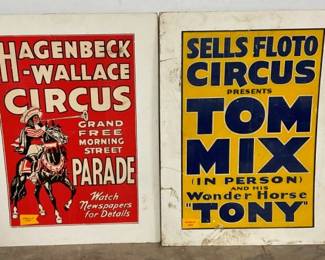 HAGENBECK
-WALLACE
CIRCUS
GRAND
FREE
MORNING
STREET
PARADE
Watch
Newspapers
for Details
SELLS FLOTO
CIRCUS
PRESENTS
TOM
MIX
(IN PERSON)
AND HIS
Wonder Horse
"TONY"